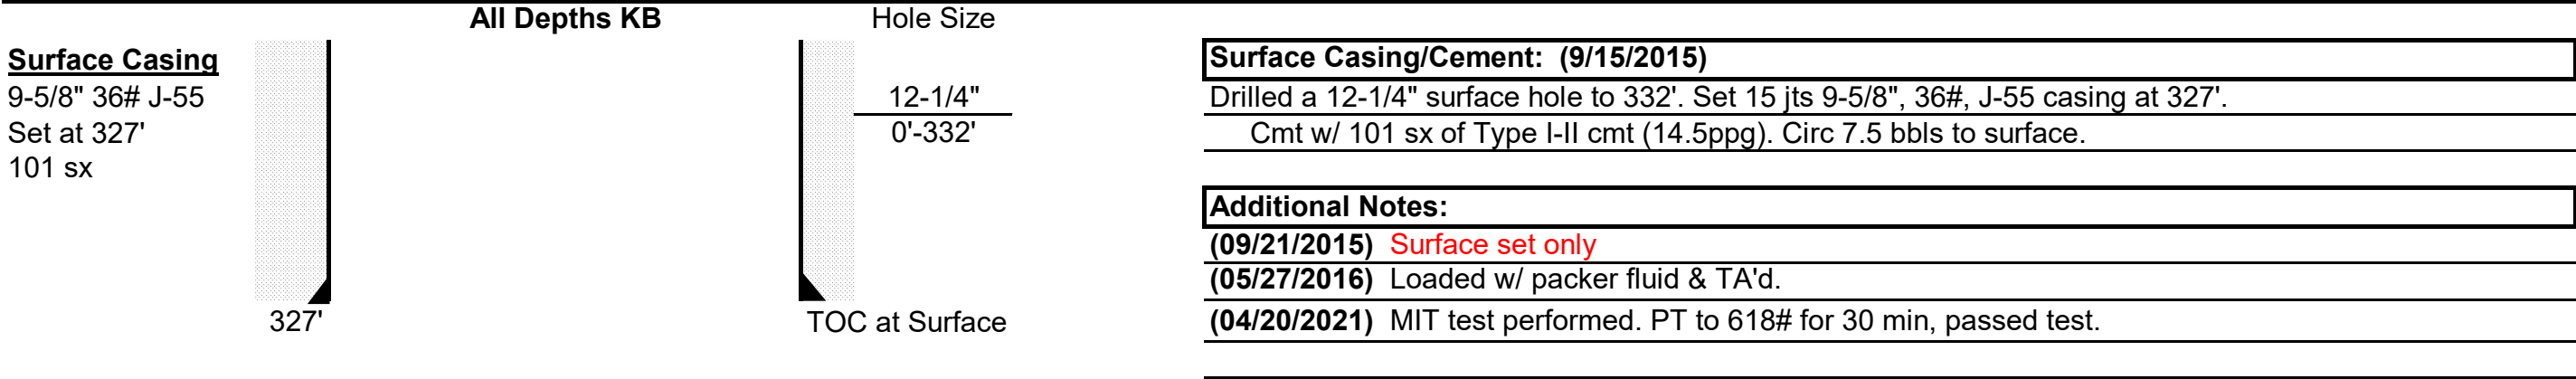 All Depths KB
Hole Size
Surface Casing
9-5/8" 36# J-55
Set at 327'
101 sx
12-1/4"
0'-332'
327'
TOC at Surface
Surface Casing/Cement:  (9/15/2015)
Drilled a 12-1/4" surface hole to 332'. Set 15 jts 9-5/8", 36#, J-55 casing at 327'.
Cmt w/ 101 sx of Type I-II cmt (14.5ppg). Circ 7.5 bbls to surface.
Additional Notes:
(09/21/2015)  Surface set only
(05/27/2016)  Loaded w/ packer fluid & TA'd.
(04/20/2021)  MIT test performed. PT to 618# for 30 min, passed test.